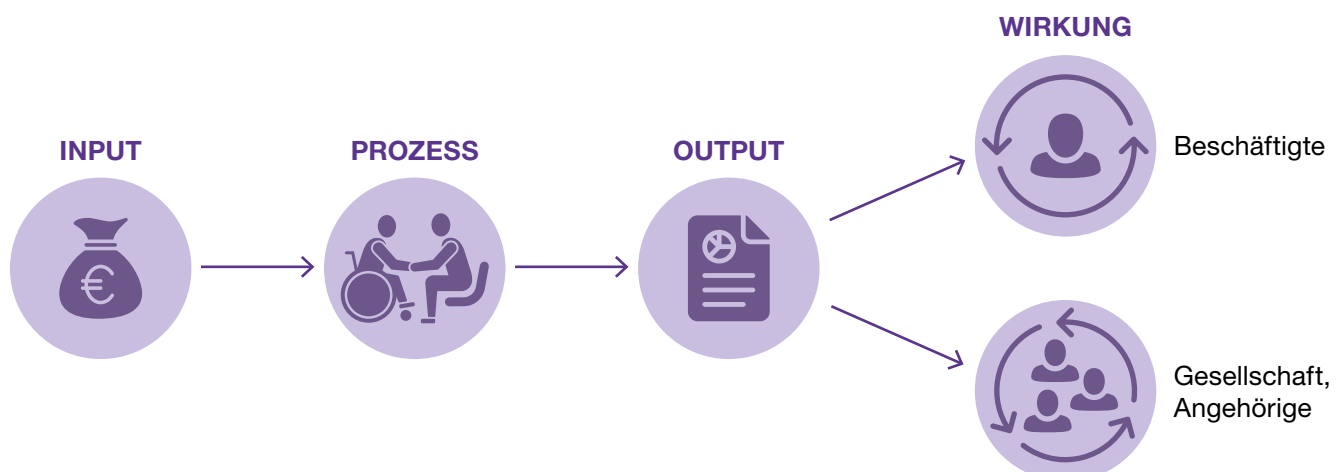 WIRKUNG
Beschäftigte
INPUT
PROZESS
OUTPUT
€
Gesellschaft,
Angehörige